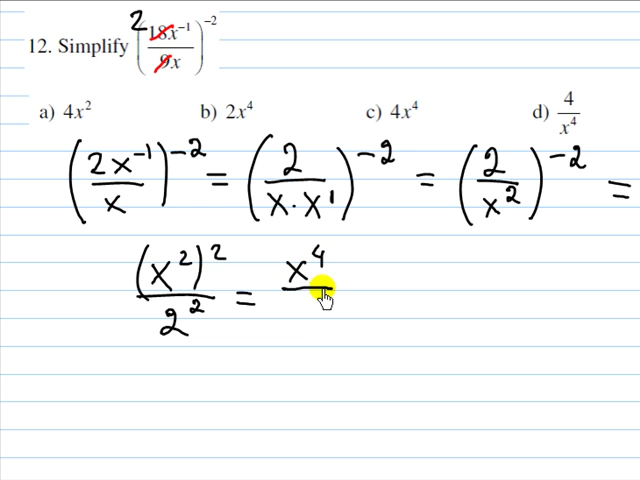 2
12. Simplify (18x⁻¹/9x)⁻²
a) 4x² b) 2x⁴ c) 4x⁴ d) 4/x⁴
(2x⁻¹/x)⁻² = (2/x·x¹)⁻² = (2/x²)⁻² =
(x²)²/2² = x⁴/